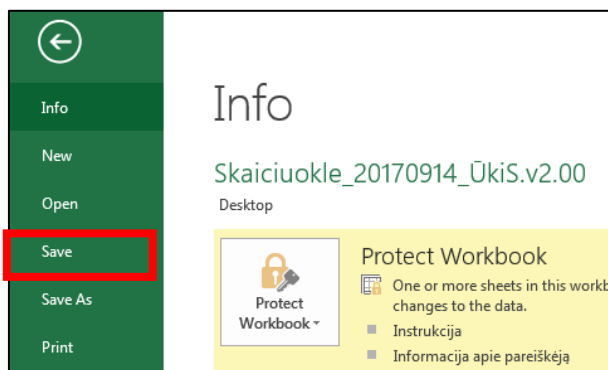 Info
New
Open
Save
Save As
Print
Info
Skaiciuokle_20170914_ŪkiS.v2.00
Desktop
Protect
Workbook
Protect Workbook
One or more sheets in this
changes to the data.
Instrukcija
Informacija apie pareiškėją